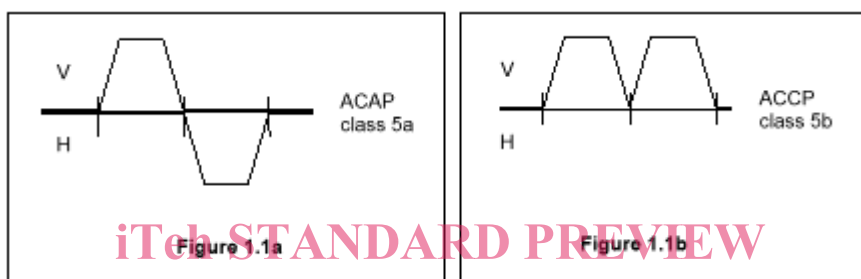 V
H
ACAP
class 5a
Figure 1.1a
V
H
ACCP
class 5b
Figure 1.1b
iTeh STANDARD PREVIEW